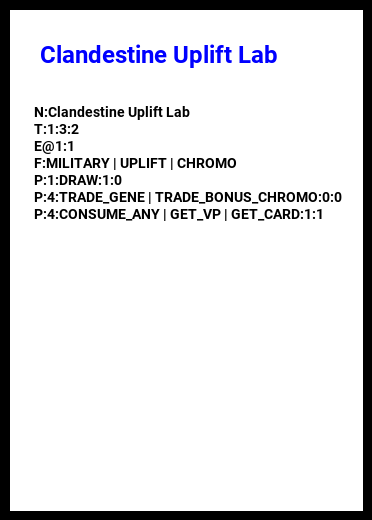 Clandestine Uplift Lab
N:Clandestine Uplift Lab
T:1:3:2
E@1:1
F:MILITARY | UPLIFT | CHROMO
P:1:DRAW:1:0
P:4:TRADE_GENE | TRADE_BONUS_CHROMO:0:0
P:4:CONSUME_ANY | GET_VP | GET_CARD:1:1